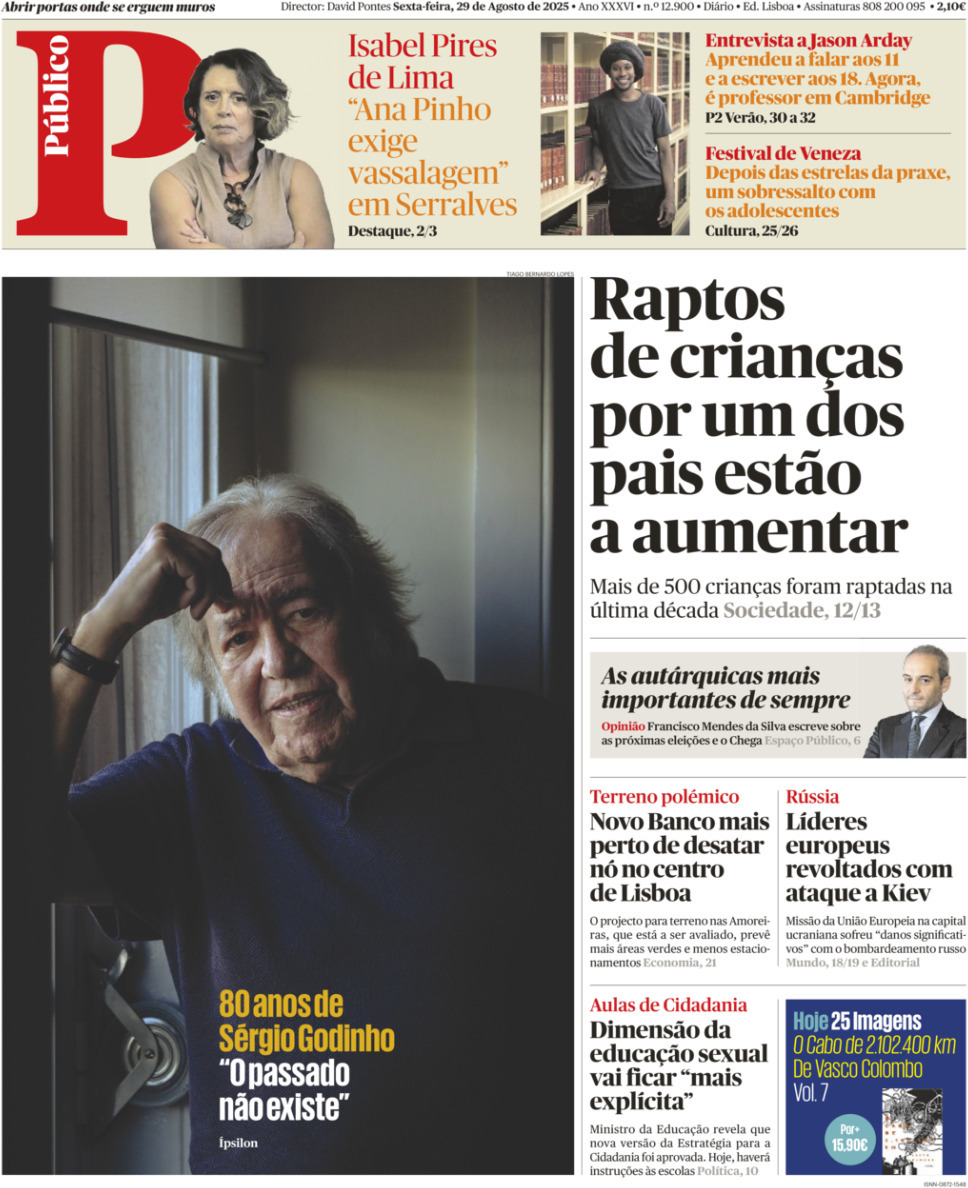 Abrir portas onde se erguem muros
Director: David Pontes Sexta-feira, 29 de Agosto de 2025 • Ano XXXVI • n.º 12.900 • Diário • Ed. Lisboa • Assinaturas 808 200 095 • 2,10€
P
Público
Isabel Pires
de Lima
“Ana Pinho
exige
vassalagem”
em Serralves
Destaque, 2/3
Entrevista a Jason Arday
Aprendeu a falar aos 11
e a escrever aos 18. Agora,
é professor em Cambridge
P2 Verão, 30 a 32
Festival de Veneza
Depois das estrelas da praxe,
um sobressalto com
os adolescentes
Cultura, 25/26
TIAGO BERNARDO LOPES
80 anos de
Sérgio Godinho
“O passado
não existe”
Ípsilon
Raptos
de crianças
por um dos
pais estão
a aumentar
Mais de 500 crianças foram raptadas na
última década Sociedade, 12/13
As autárquicas mais
importantes de sempre
Opinião Francisco Mendes da Silva escreve sobre
as próximas eleições e o Chega Espaço Público, 6
Terreno polémico
Novo Banco mais
perto de desatar
nó no centro
de Lisboa
O projecto para terreno nas Amorei-
ras, que está a ser avaliado, prevê
mais áreas verdes e menos estacio-
namentos Economia, 21
Rússia
Líderes
europeus
revoltados com
ataque a Kiev
Missão da União Europeia na capital
ucraniana sofreu “danos significati-
vos” com o bombardeamento russo
Mundo, 18/19 e Editorial
Aulas de Cidadania
Dimensão da
educação sexual
vai ficar “mais
explícita”
Ministro da Educação revela que
nova versão da Estratégia para a
Cidadania foi aprovada. Hoje, haverá
instruções às escolas Política, 10
Hoje 25 Imagens
O Cabo de 2.102.400 km
De Vasco Colombo
Vol. 7
Por+
15,90€
ISNN-0872-1548